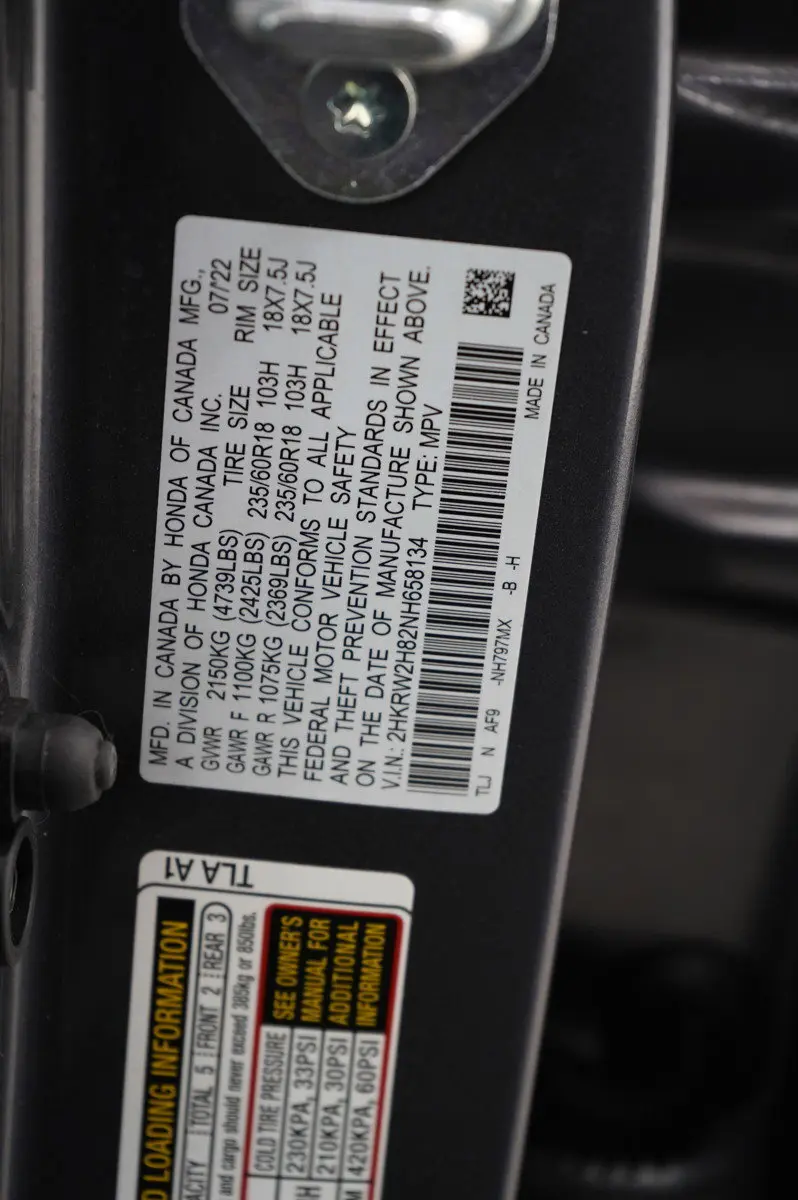 MFD. IN CANADA BY HONDA OF CANADA MFG.,
A DIVISION OF HONDA CANADA INC. 07/'22
GVWR 2150KG (4739LBS) TIRE SIZE RIM SIZE
GAWR F 1100KG (2425LBS) 235/60R18 103H 18X7.5J
GAWR R 1075KG (2369LBS) 235/60R18 103H 18X7.5J
THIS VEHICLE CONFORMS TO ALL APPLICABLE
FEDERAL MOTOR VEHICLE SAFETY
AND THEFT PREVENTION STANDARDS IN EFFECT
ON THE DATE OF MANUFACTURE SHOWN ABOVE.
V.I.N.: 2HKRW2H82NH658134 TYPE: MPV
TLJ N AF9 -NH797MX -B -H
MADE IN CANADA
TLA A1
LOADING INFORMATION
TOTAL 5 FRONT 2 REAR 3
and cargo should never exceed 385kg or 850lbs.
COLD TIRE PRESSURE
230KPA, 33PSI
210KPA, 30PSI
420KPA, 60PSI
SEE OWNER'S
MANUAL FOR
ADDITIONAL
INFORMATION